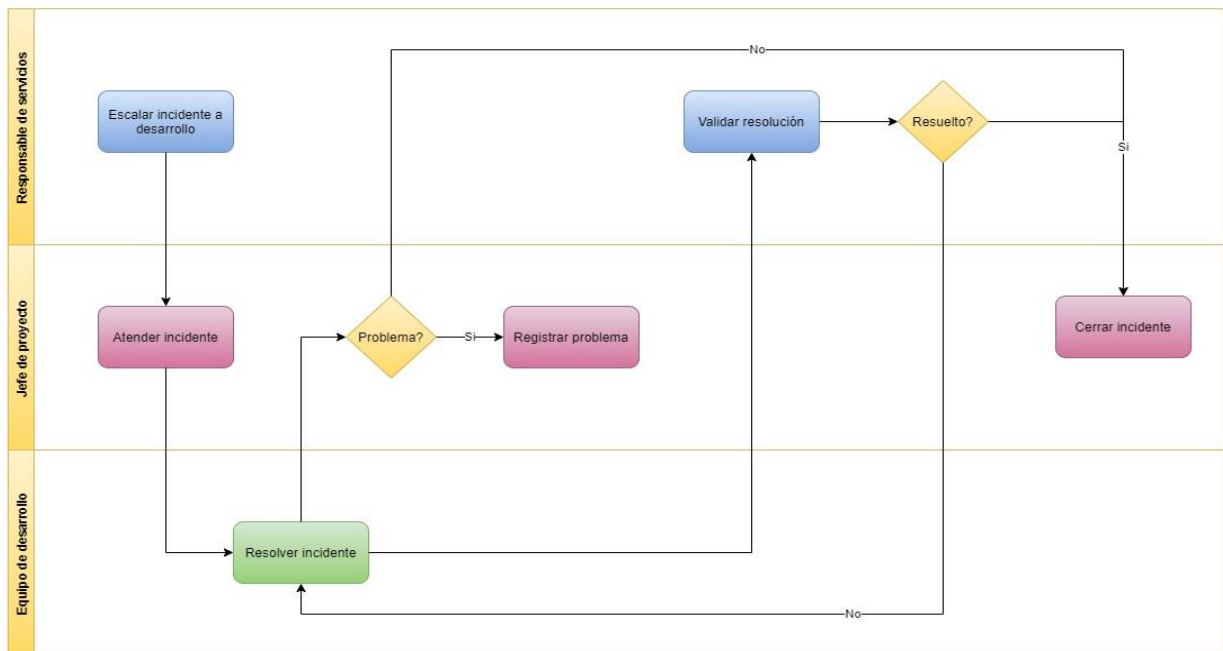 Responsable de servicios
No
Escalar incidente a
desarrollo
Validar resolución
Resuelto?
Si
Jefe de proyecto
Atender incidente
Problema?
Si
Registrar problema
Cerrar incidente
Equipo de desarrollo
Resolver incidente
No